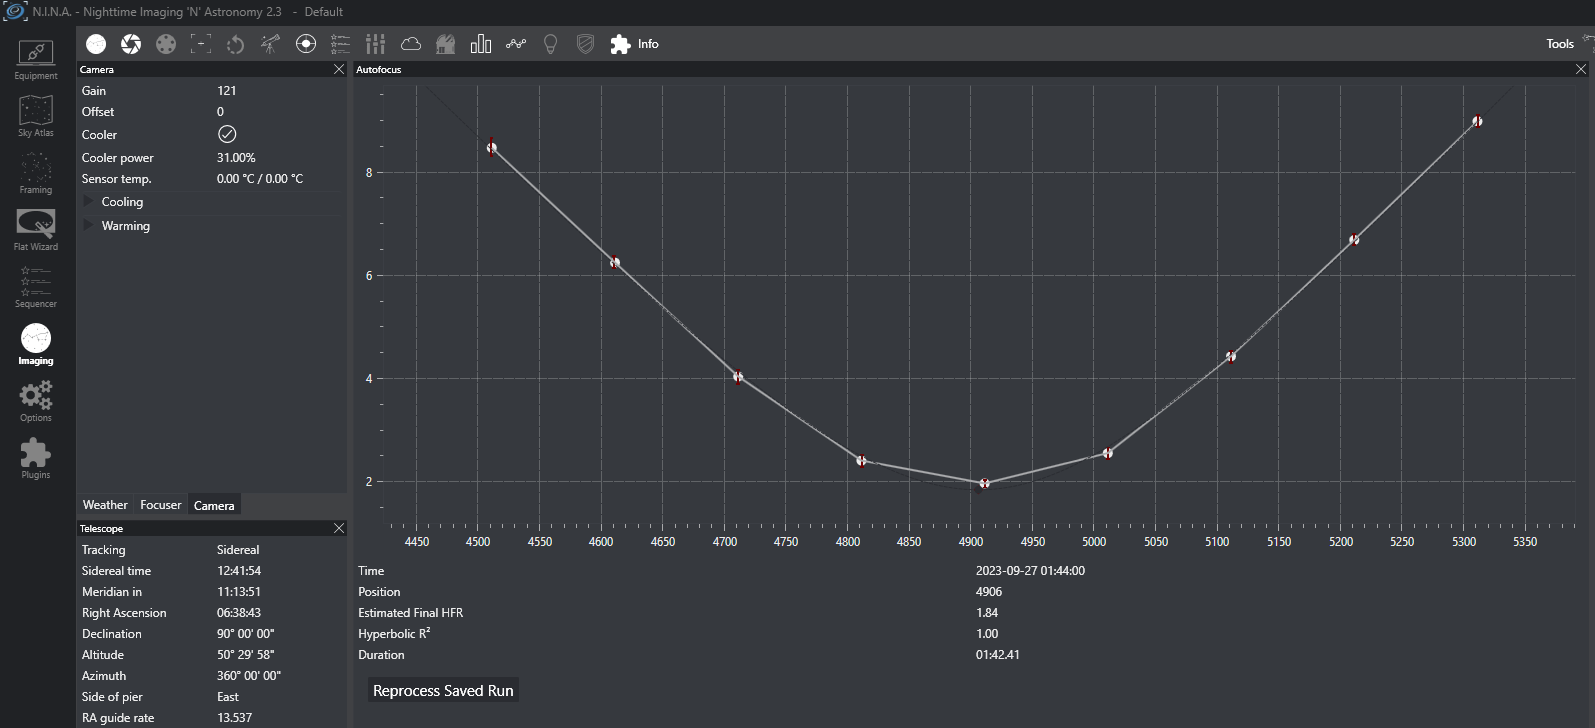 N.I.N.A. - Nighttime Imaging 'N' Astronomy 2.3 - Default
Equipment
Sky Atlas
Framing
Flat Wizard
Sequencer
Imaging
Options
Plugins
Info
Tools
Camera
Gain 121
Offset 0
Cooler
Cooler power 31.00%
Sensor temp. 0.00 °C / 0.00 °C
Cooling
Warming
Weather Focuser Camera
Telescope
Tracking Sidereal
Sidereal time 12:41:54
Meridian in 11:13:51
Right Ascension 06:38:43
Declination 90° 00' 00"
Altitude 50° 29' 58"
Azimuth 360° 00' 00"
Side of pier East
RA guide rate 13.537
Autofocus
8
6
4
2
4450 4500 4550 4600 4650 4700 4750 4800 4850 4900 4950 5000 5050 5100 5150 5200 5250 5300 5350
Time 2023-09-27 01:44:00
Position 4906
Estimated Final HFR 1.84
Hyperbolic R² 1.00
Duration 01:42.41
Reprocess Saved Run